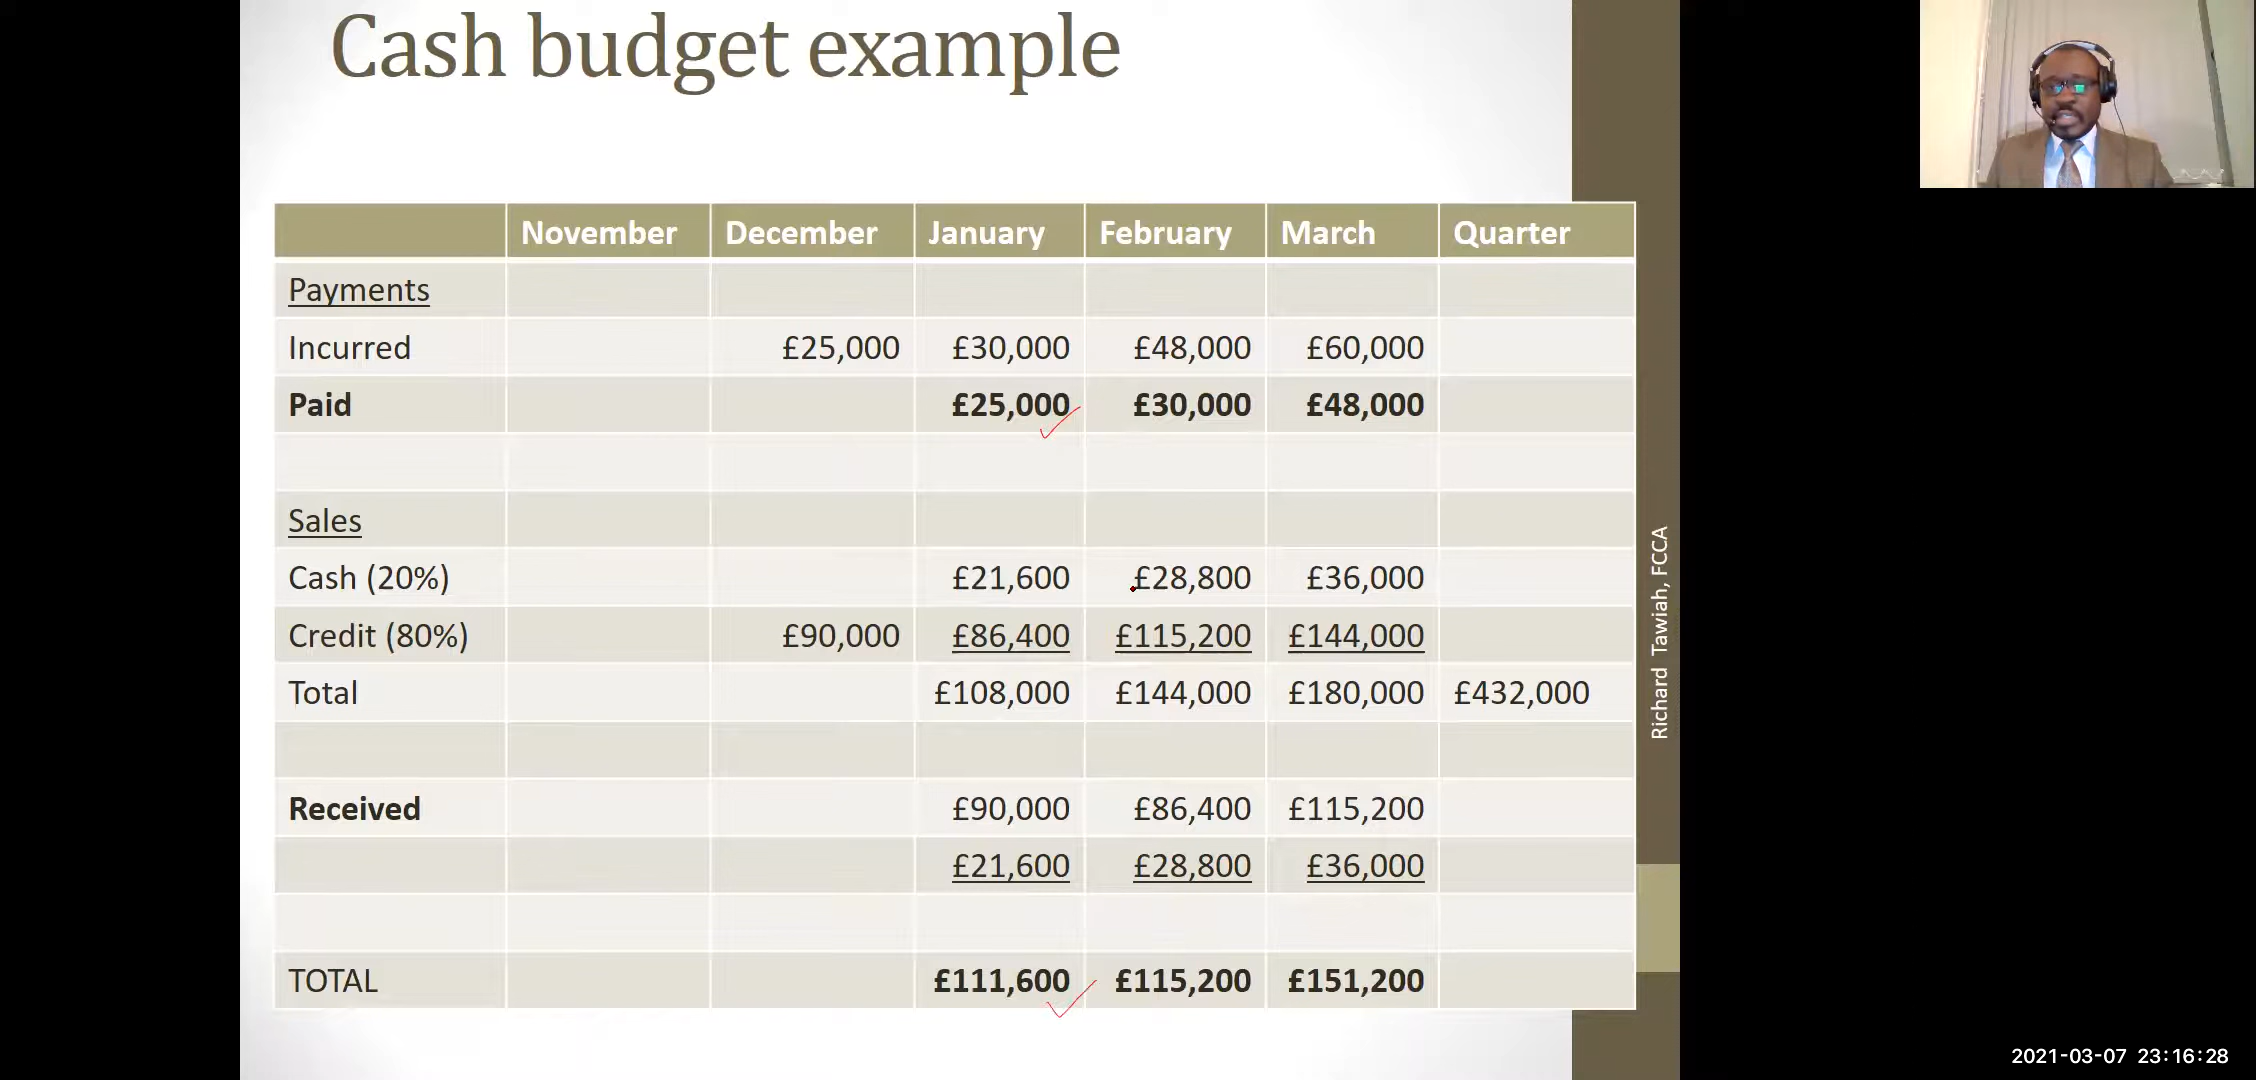 Cash budget example
November December January February March Quarter
Payments
Incurred £25,000 £30,000 £48,000 £60,000
Paid £25,000 £30,000 £48,000
Sales
Cash (20%) £21,600 £28,800 £36,000
Credit (80%) £90,000 £86,400 £115,200 £144,000
Total £108,000 £144,000 £180,000 £432,000
Received £90,000 £86,400 £115,200
£21,600 £28,800 £36,000
TOTAL £111,600 £115,200 £151,200
Richard Tawiah, FCCA
2021-03-07 23:16:28